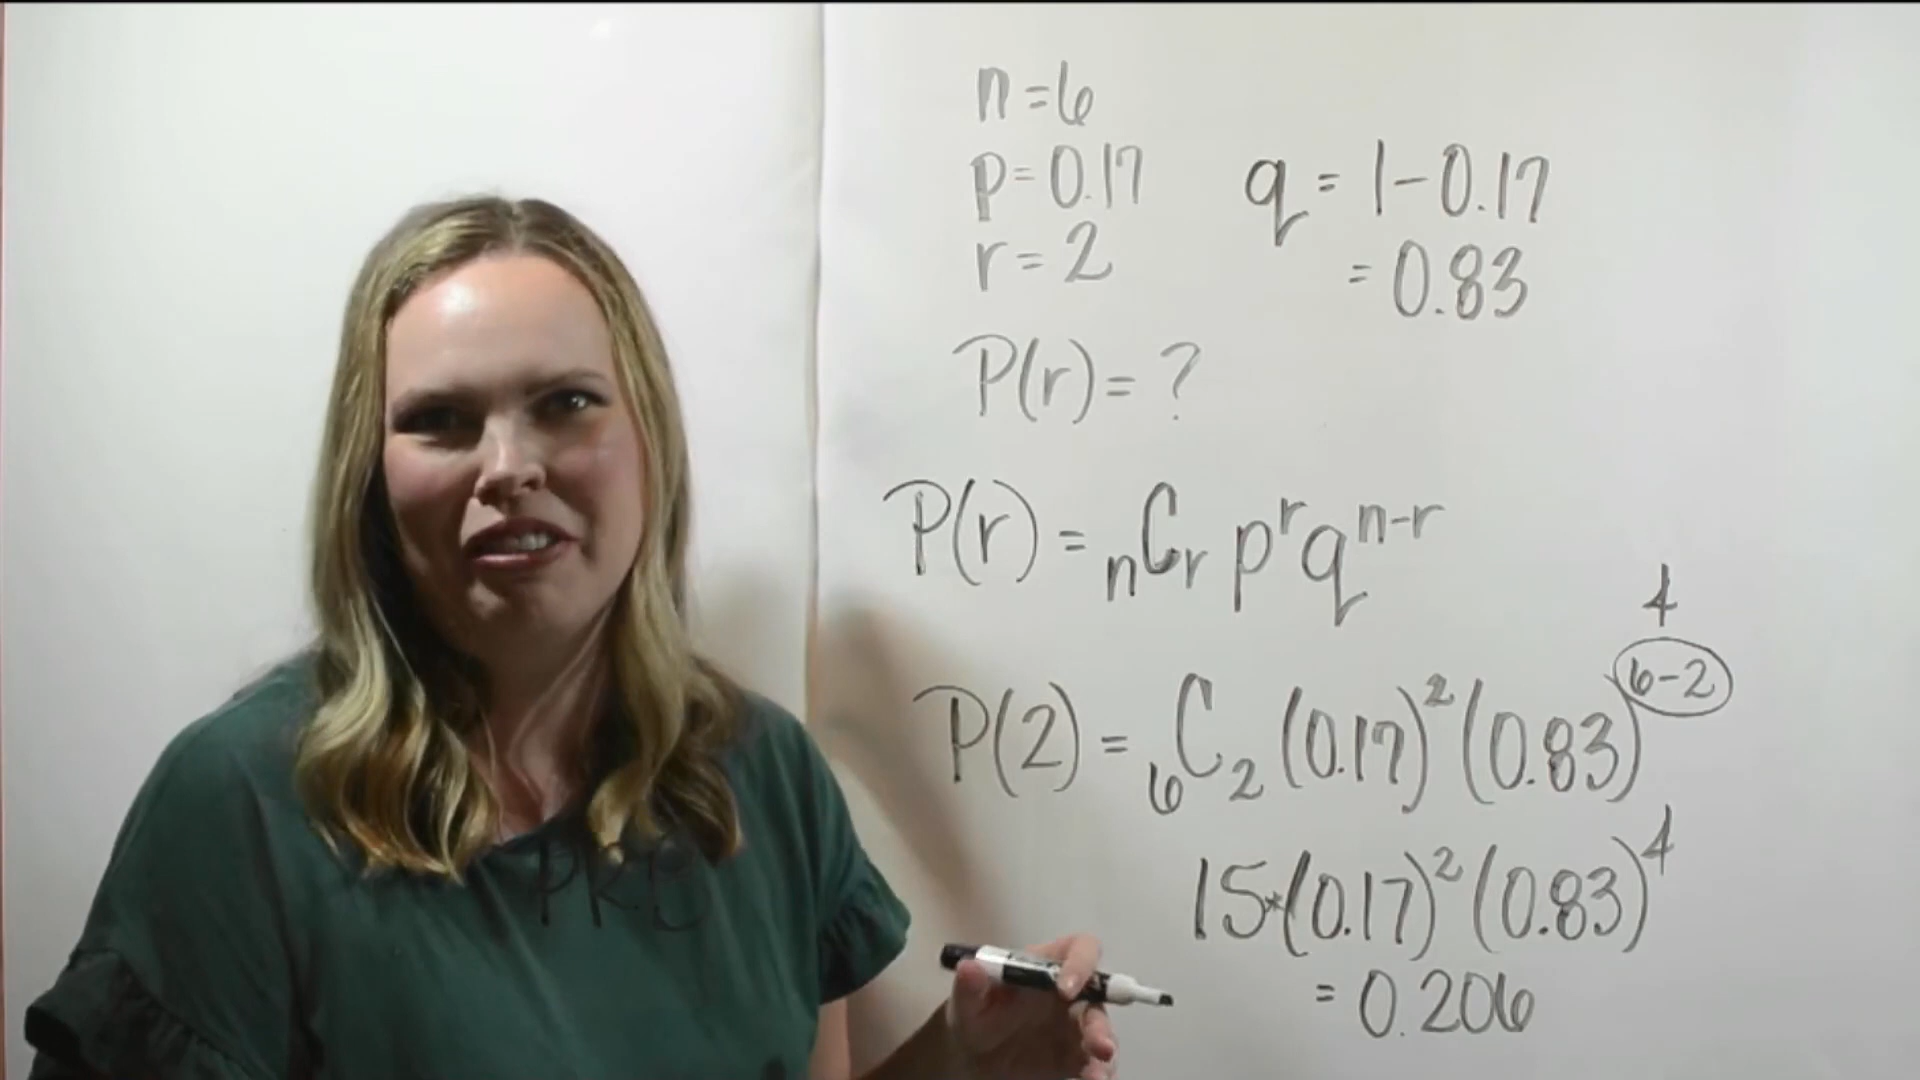 n=6
p=0.17
r=2
q=1-0.17
=0.83
P(r)=?
P(r)=nCr p^r q^n-r
4
P(2)=6C2 (0.17)^2 (0.83)^6-2
15*(0.17)^2 (0.83)^4
=0.206